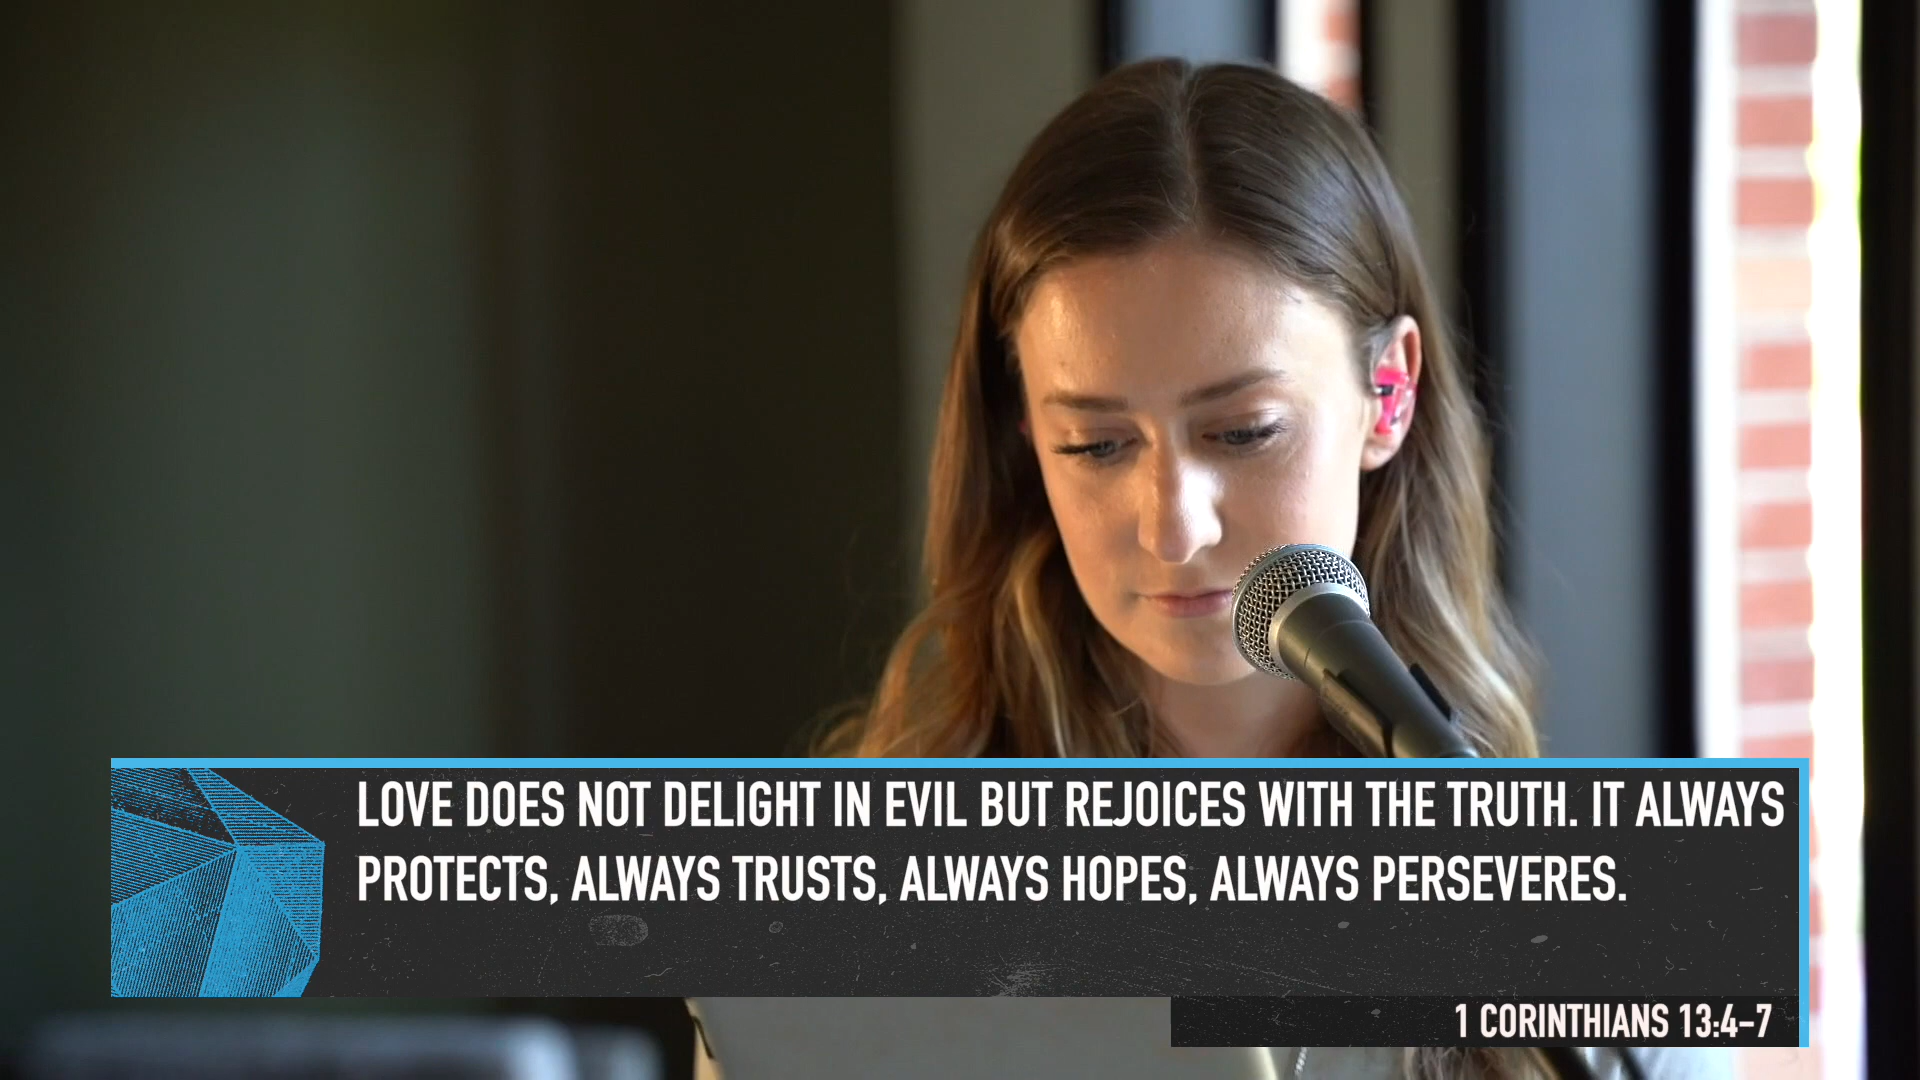 LOVE DOES NOT DELIGHT IN EVIL BUT REJOICES WITH THE TRUTH. IT ALWAYS
PROTECTS, ALWAYS TRUSTS, ALWAYS HOPES, ALWAYS PERSEVERES.
1 CORINTHIANS 13:4-7